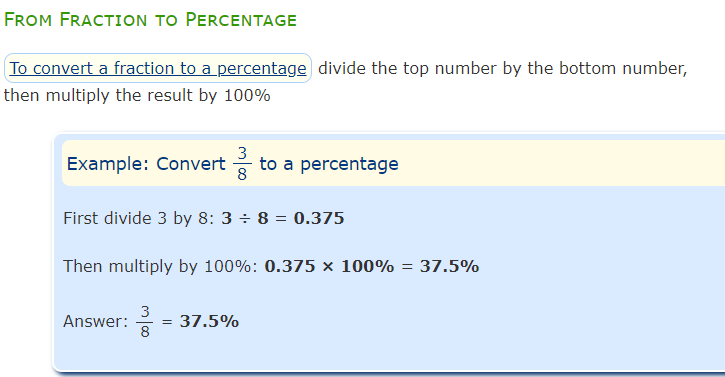 FROM FRACTION TO PERCENTAGE
To convert a fraction to a percentage divide the top number by the bottom number,
then multiply the result by 100%
Example: Convert 3/8 to a percentage
First divide 3 by 8: 3 ÷ 8 = 0.375
Then multiply by 100%: 0.375 × 100% = 37.5%
Answer: 3/8 = 37.5%